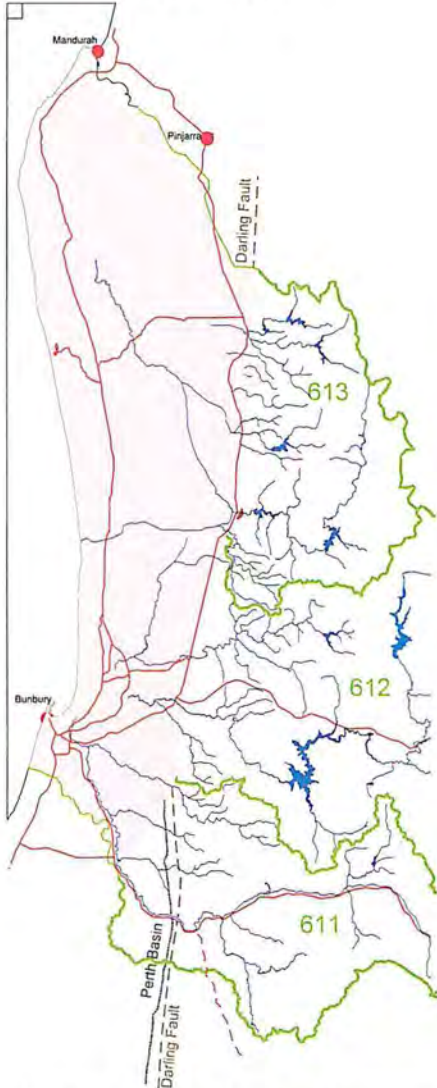 Mandurah
Pinjarra
Darling Fault
613
612
Bunbury
611
Perth Basin
Darling Fault